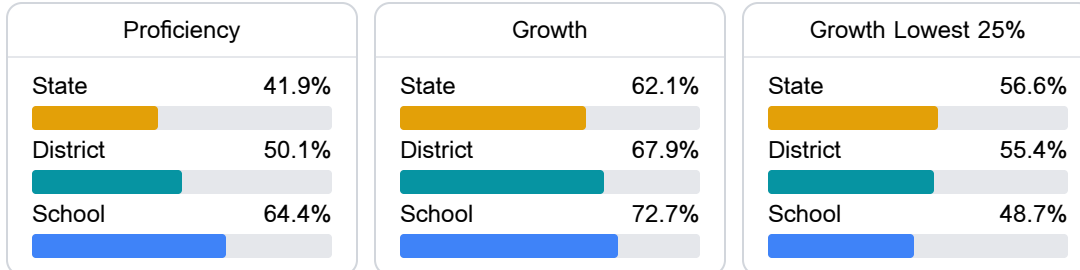 Proficiency
State 41.9%
District 50.1%
School 64.4%
Growth
State 62.1%
District 67.9%
School 72.7%
Growth Lowest 25%
State 56.6%
District 55.4%
School 48.7%